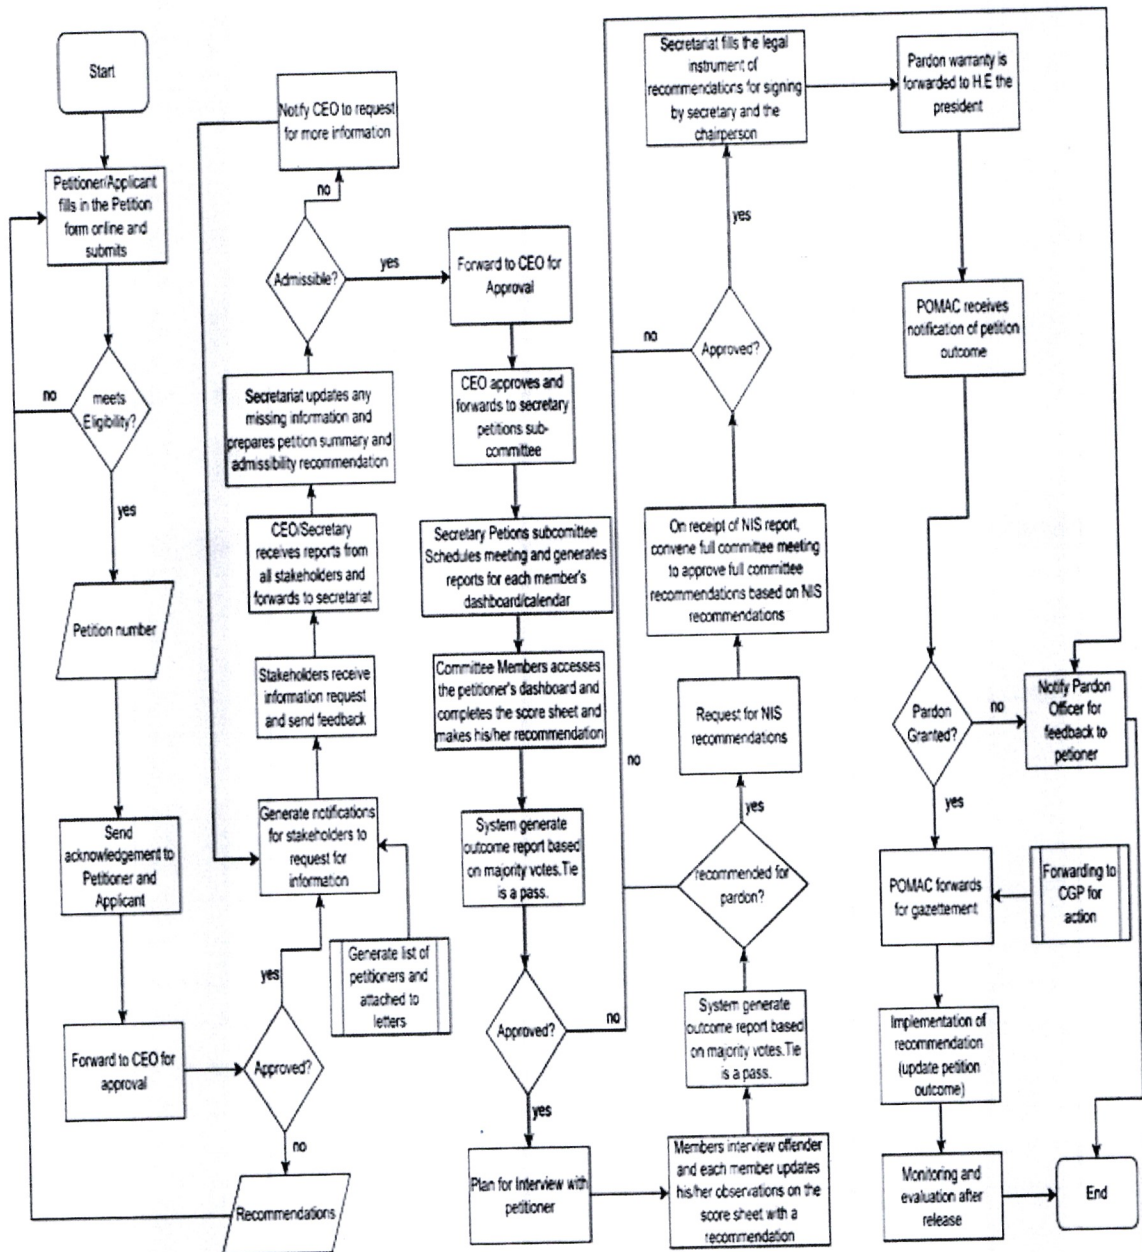 Start
Petitioner/Applicant
fills in the Petition
form online and
submits
no
meets
Eligibility?
yes
Petition number
Send
acknowledgement to
Petitioner and
Applicant
Forward to CEO for
approval
Approved?
yes
no
Recommendations
Generate list of
petitioners and
attached to
letters
Generate notifications
for stakeholders to
request for
information
Stakeholders receive
information request
and send feedback
CEO/Secretary
receives reports from
all stakeholders and
forwards to secretariat
Secretariat updates any
missing information and
prepares petition summary and
admissibility recommendation
Admissible?
no
Notify CEO to request
for more information
yes
Forward to CEO for
Approval
CEO approves and
forwards to secretary
petitions sub-
committee
Secretary Petions subcomittee
Schedules meeting and generates
reports for each member's
dashboard/calendar
Committee Members accesses
the petitioner's dashboard and
completes the score sheet and
makes his/her recommendation
System generate
outcome report based
on majority votes.Tie
is a pass.
Approved?
no
yes
Plan for Interview with
petitioner
Members interview offender
and each member updates
his/her observations on the
score sheet with a
recommendation
System generate
outcome report based
on majority votes.Tie
is a pass.
recommended for
pardon?
no
yes
Request for NIS
recommendations
On receipt of NIS report,
convene full committee meeting
to approve full committee
recommendations based on NIS
recommendations
Approved?
no
yes
Secretariat fills the legal
instrument of
recommendations for signing
by secretary and the
chairperson
Pardon warranty is
forwarded to H.E the
president
POMAC receives
notification of petition
outcome
Pardon
Granted?
no
Notify Pardon
Officer for
feedback to
petioner
yes
POMAC forwards
for gazettement
Forwarding to
CGP for
action
Implementation of
recommendation
(update petition
outcome)
Monitoring and
evaluation after
release
End